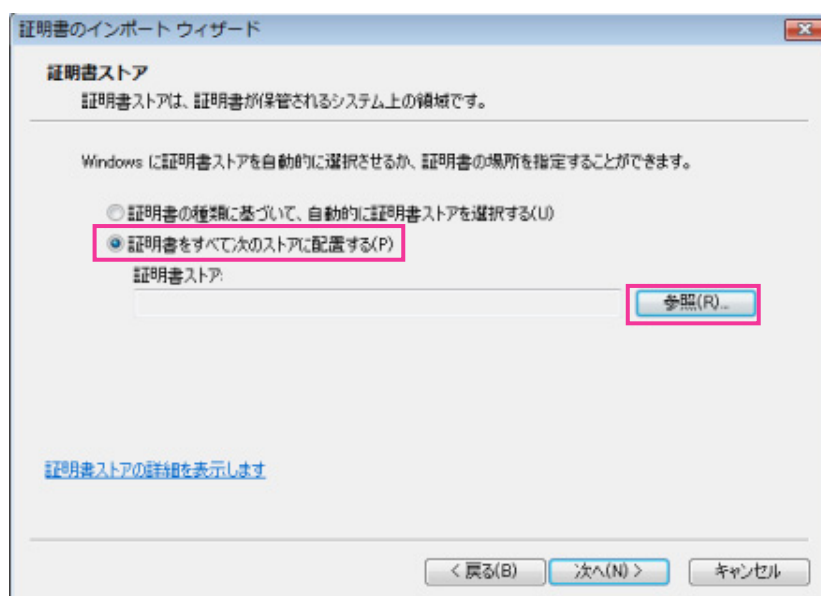 証明書のインポート ウィザード
証明書ストア
証明書ストアは、証明書が保管されるシステム上の領域です。
Windows に証明書ストアを自動的に選択させるか、証明書の場所を指定することができます。
証明書の種類に基づいて、自動的に証明書ストアを選択する(U)
証明書をすべて次のストアに配置する(P)
証明書ストア:
参照(R)...
証明書ストアの詳細を表示します
< 戻る(B)
次へ(N) >
キャンセル